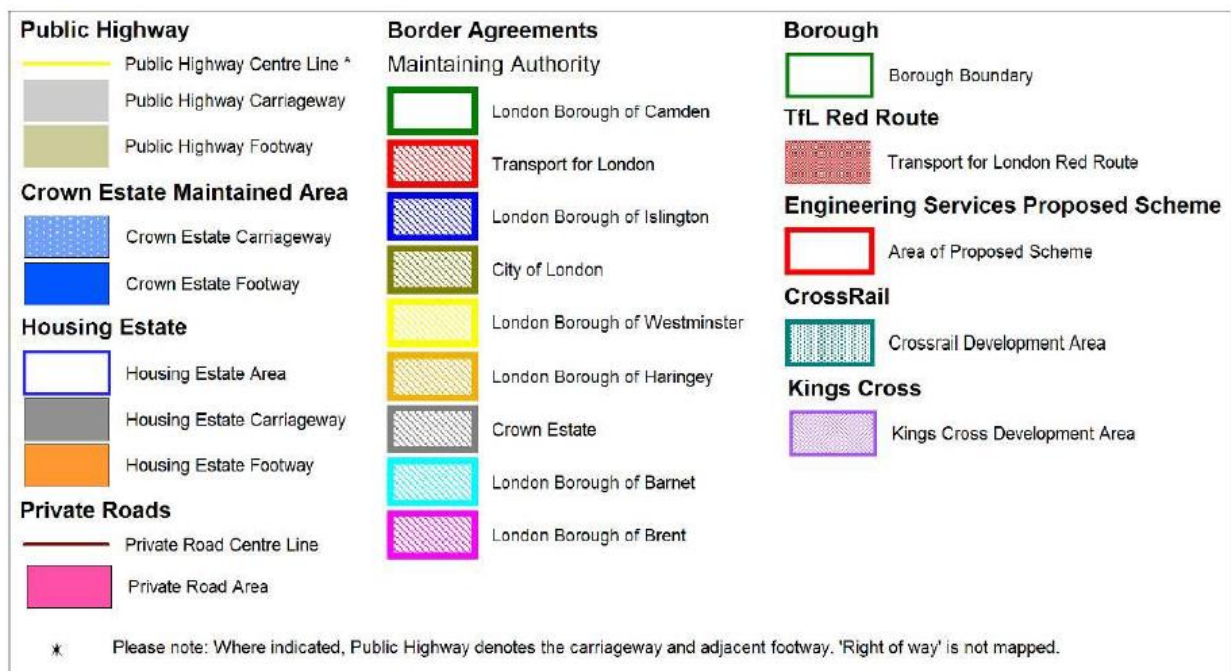 Public Highway
Public Highway Centre Line *
Public Highway Carriageway
Public Highway Footway
Crown Estate Maintained Area
Crown Estate Carriageway
Crown Estate Footway
Housing Estate
Housing Estate Area
Housing Estate Carriageway
Housing Estate Footway
Private Roads
Private Road Centre Line
Private Road Area
Border Agreements
Maintaining Authority
London Borough of Camden
Transport for London
London Borough of Islington
City of London
London Borough of Westminster
London Borough of Haringey
Crown Estate
London Borough of Barnet
London Borough of Brent
Borough
Borough Boundary
TfL Red Route
Transport for London Red Route
Engineering Services Proposed Scheme
Area of Proposed Scheme
CrossRail
Crossrail Development Area
Kings Cross
Kings Cross Development Area
* Please note: Where indicated, Public Highway denotes the carriageway and adjacent footway. 'Right of way' is not mapped.